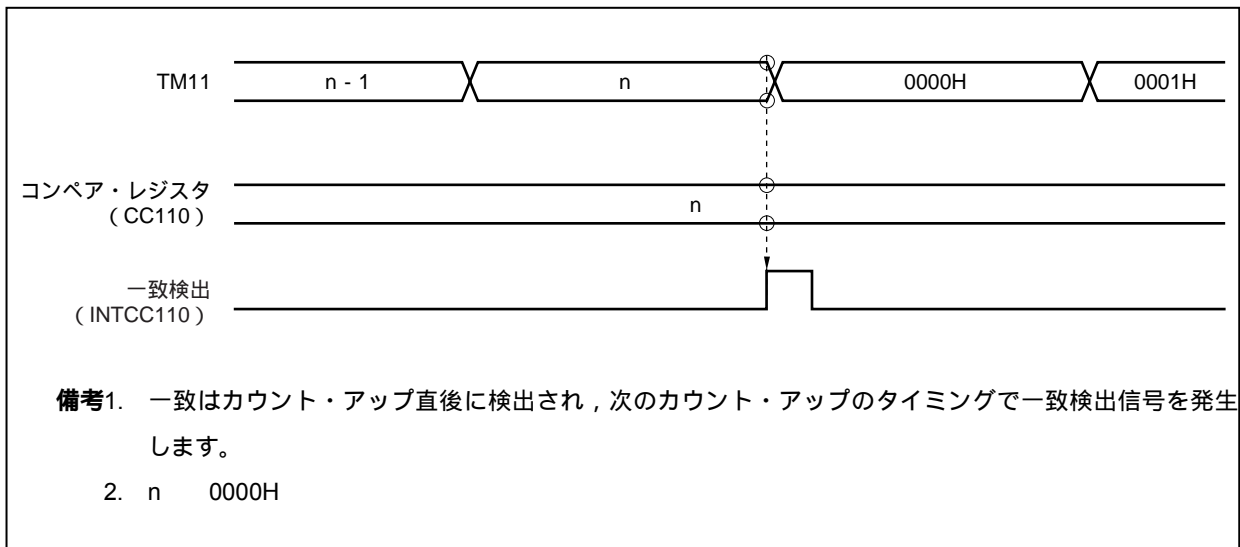 TM11 n - 1 n 0000H 0001H
コンペア・レジスタ
（CC110）
n
一致検出
（INTCC110）
備考1. 一致はカウント・アップ直後に検出され，次のカウント・アップのタイミングで一致検出信号を発生
します。
2. n 0000H